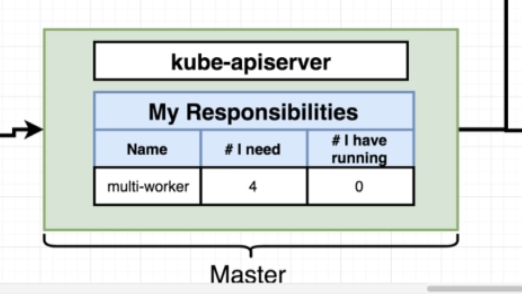 kube-apiserver
My Responsibilities
Name # I need # I have running
multi-worker 4 0
Master